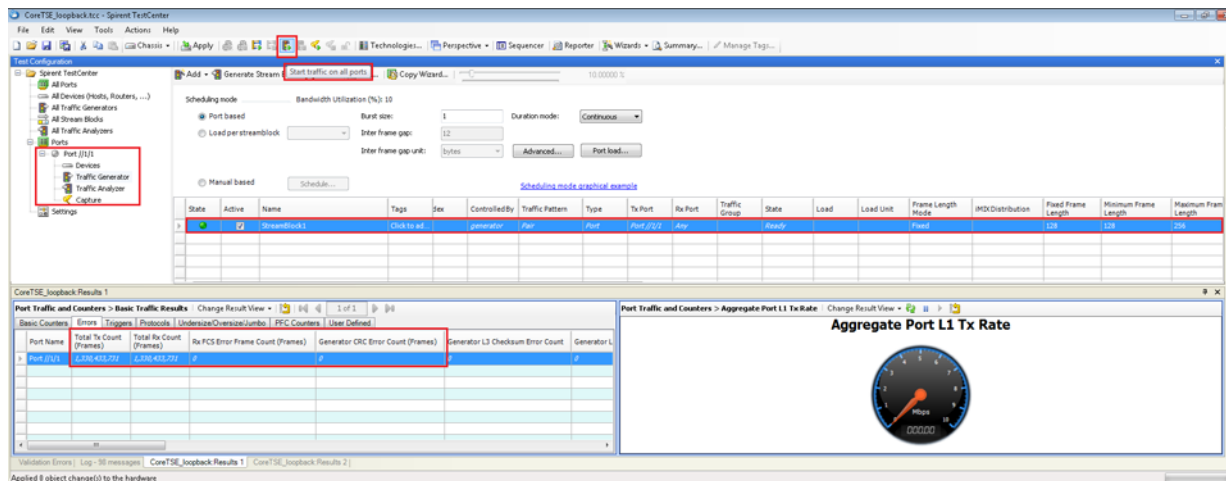 CoreTSE_loopback.tcc - Spirent TestCenter
File Edit View Tools Actions Help
Chassis Apply Technologies... Perspective Sequencer Reporter Wizards Summary... Manage Tags...
Test Configuration
Spirent TestCenter
All Ports
All Devices (Hosts, Routers, ...)
All Traffic Generators
All Stream Blocks
All Traffic Analyzers
Ports
Port //1/1
Devices
Traffic Generator
Traffic Analyzer
Capture
Settings
Add Generate Stream Start traffic on all ports ... Copy Wizard... 10.00000 %
Scheduling mode Bandwidth Utilization (%): 10
Port based Burst size: 1 Duration mode: Continuous
Load per streamblock Inter frame gap: 12
Inter frame gap unit: bytes Advanced... Port load...
Manual based Schedule... Scheduling mode graphical example
State Active Name Tags dex Controlled By Traffic Pattern Type Tx Port Rx Port Traffic Group State Load Load Unit Frame Length Mode iMIX Distribution Fixed Frame Length Minimum Frame Length Maximum Fram Length
StreamBlock1 Click to ad... generator Pair Port Port //1/1 Any Ready Fixed 128 128 256
CoreTSE_loopback:Results 1
Port Traffic and Counters > Basic Traffic Results Change Result View 1 of 1
Basic Counters Errors Triggers Protocols Undersize/Oversize/Jumbo PFC Counters User Defined
Port Name Total Tx Count (Frames) Total Rx Count (Frames) Rx FCS Error Frame Count (Frames) Generator CRC Error Count (Frames) Generator L3 Checksum Error Count Generator L
Port //1/1 1,330,433,731 1,330,433,731 0 0 0 0
Port Traffic and Counters > Aggregate Port L1 Tx Rate Change Result View
Aggregate Port L1 Tx Rate
Mbps
000.00
Validation Errors Log - 98 messages CoreTSE_loopback:Results 1 CoreTSE_loopback:Results 2
Applied 8 object change(s) to the hardware